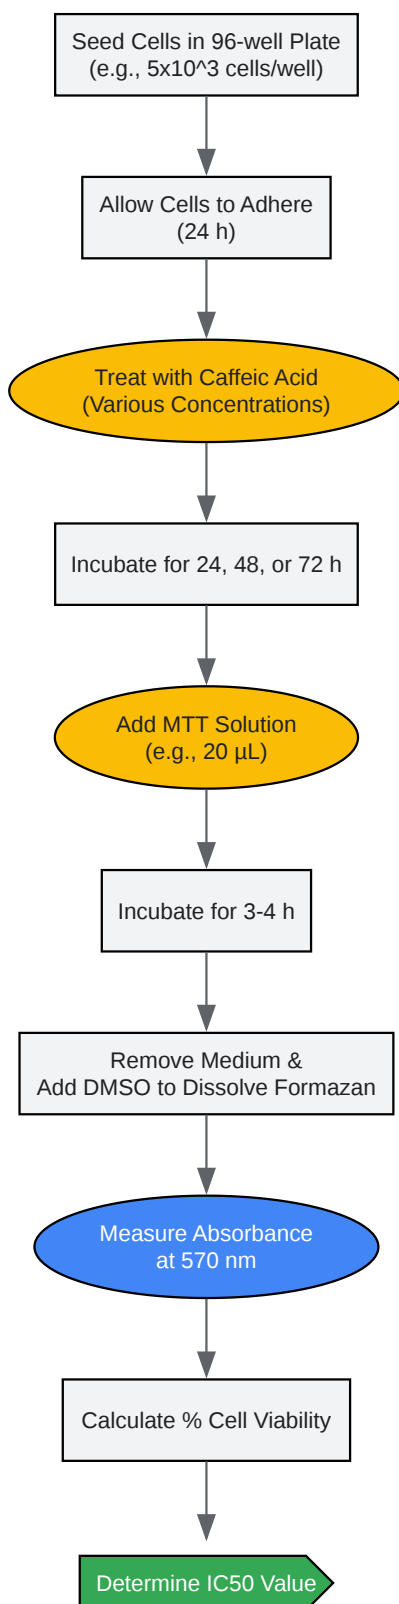 Seed Cells in 96-well Plate
(e.g., 5x10^3 cells/well)
Allow Cells to Adhere
(24 h)
Treat with Caffeic Acid
(Various Concentrations)
Incubate for 24, 48, or 72 h
Add MTT Solution
(e.g., 20 µL)
Incubate for 3-4 h
Remove Medium &
Add DMSO to Dissolve Formazan
Measure Absorbance
at 570 nm
Calculate % Cell Viability
Determine IC50 Value